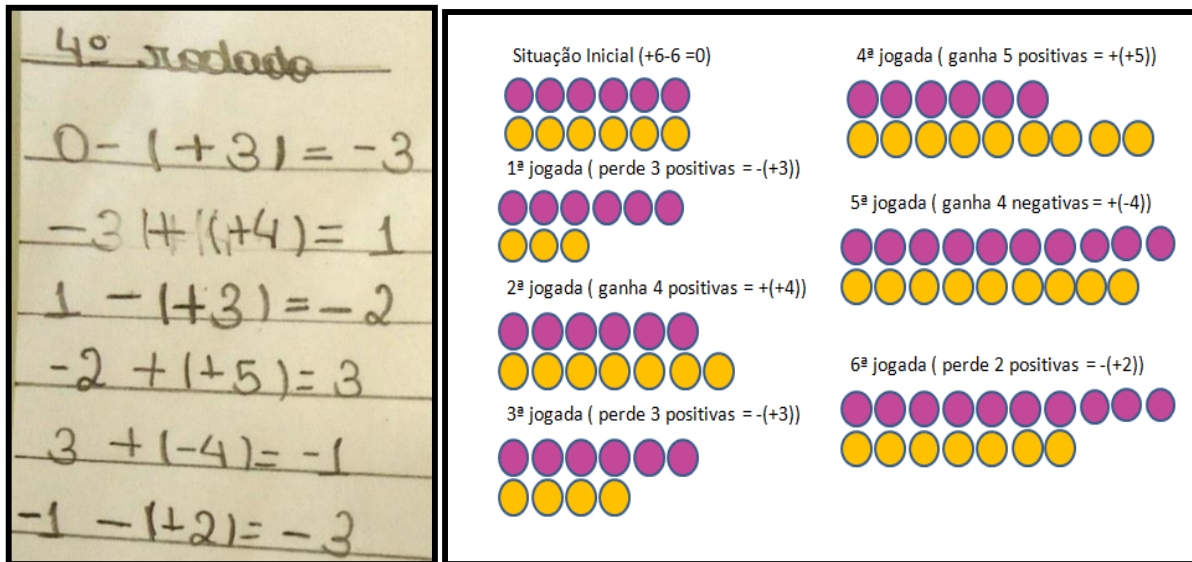 4º rodada
0 - (+3) = -3
-3 + (+4) = 1
1 - (+3) = -2
-2 + (+5) = 3
3 + (-4) = -1
-1 - (+2) = -3
Situação Inicial (+6-6 =0)
1ª jogada ( perde 3 positivas = -(+3))
2ª jogada ( ganha 4 positivas = +(+4))
3ª jogada ( perde 3 positivas = -(+3))
4ª jogada ( ganha 5 positivas = +(+5))
5ª jogada ( ganha 4 negativas = +(-4))
6ª jogada ( perde 2 positivas = -(+2))